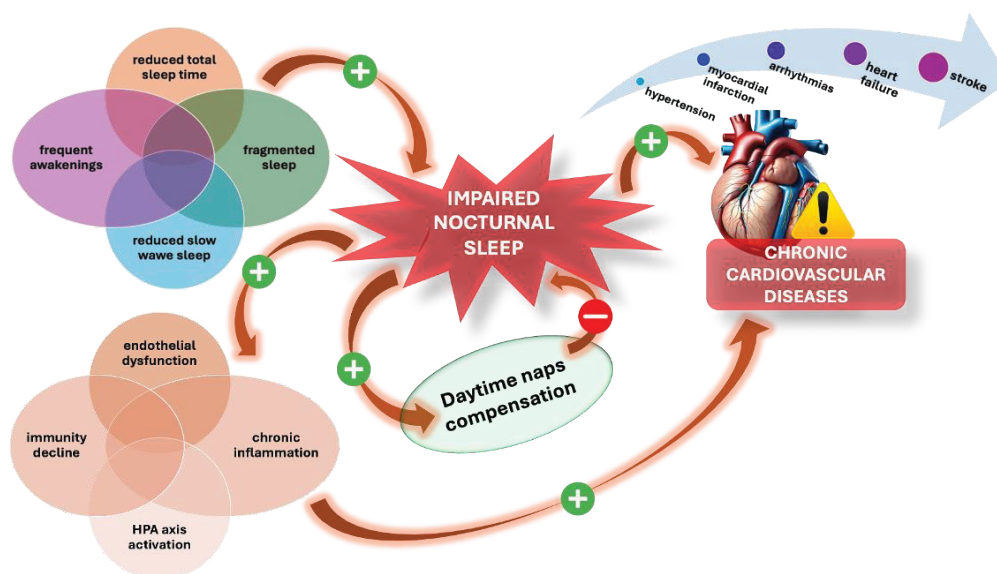 reduced total
sleep time
frequent
awakenings
fragmented
sleep
reduced slow
wawe sleep
+
IMPAIRED
NOCTURNAL
SLEEP
+
hypertension
myocardial
infarction
arrhythmias
heart
failure
stroke
!
CHRONIC
CARDIOVASCULAR
DISEASES
+
+
−
Daytime naps
compensation
endothelial
dysfunction
immunity
decline
chronic
inflammation
HPA axis
activation
+